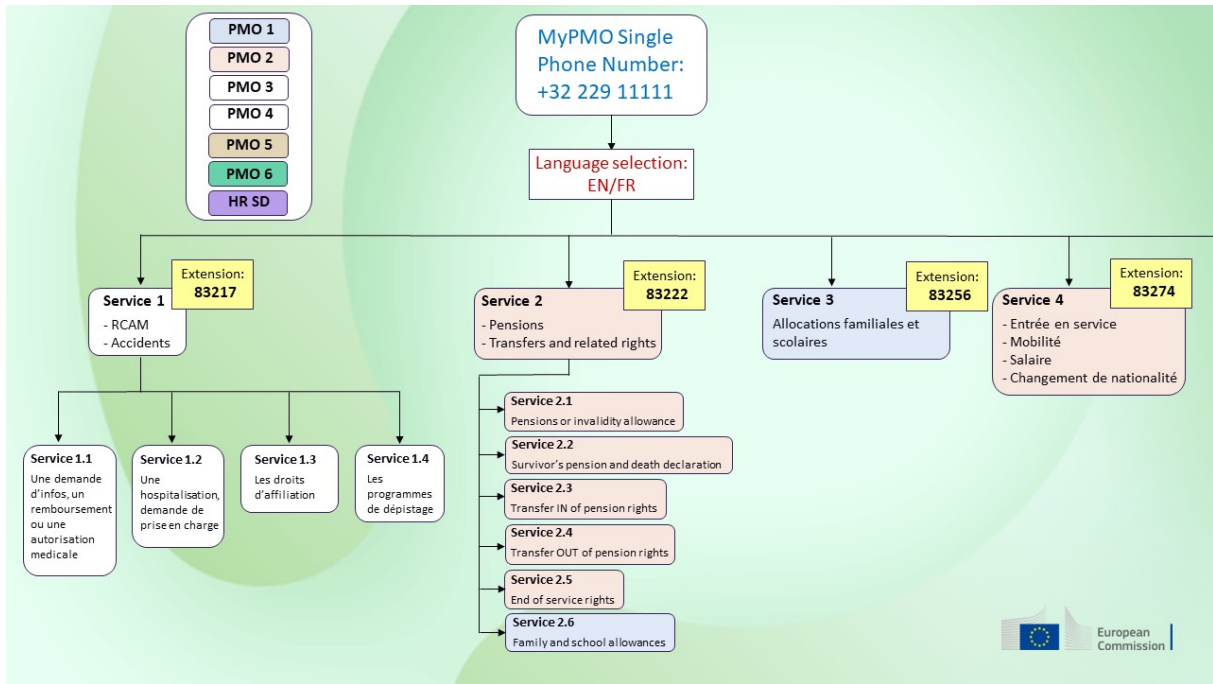 PMO 1
PMO 2
PMO 3
PMO 4
PMO 5
PMO 6
HR SD
MyPMO Single
Phone Number:
+32 229 11111
Language selection:
EN/FR
Extension:
83217
Service 1
- RCAM
- Accidents
Extension:
83222
Service 2
- Pensions
- Transfers and related rights
Extension:
83256
Service 3
Allocations familiales et
scolaires
Extension:
83274
Service 4
- Entrée en service
- Mobilité
- Salaire
- Changement de nationalité
Service 1.1
Une demande
d’infos, un
remboursement
ou une
autorisation
medicale
Service 1.2
Une
hospitalisation,
demande de
prise en charge
Service 1.3
Les droits
d’affiliation
Service 1.4
Les
programmes
de dépistage
Service 2.1
Pensions or invalidity allowance
Service 2.2
Survivor’s pension and death declaration
Service 2.3
Transfer IN of pension rights
Service 2.4
Transfer OUT of pension rights
Service 2.5
End of service rights
Service 2.6
Family and school allowances
European
Commission